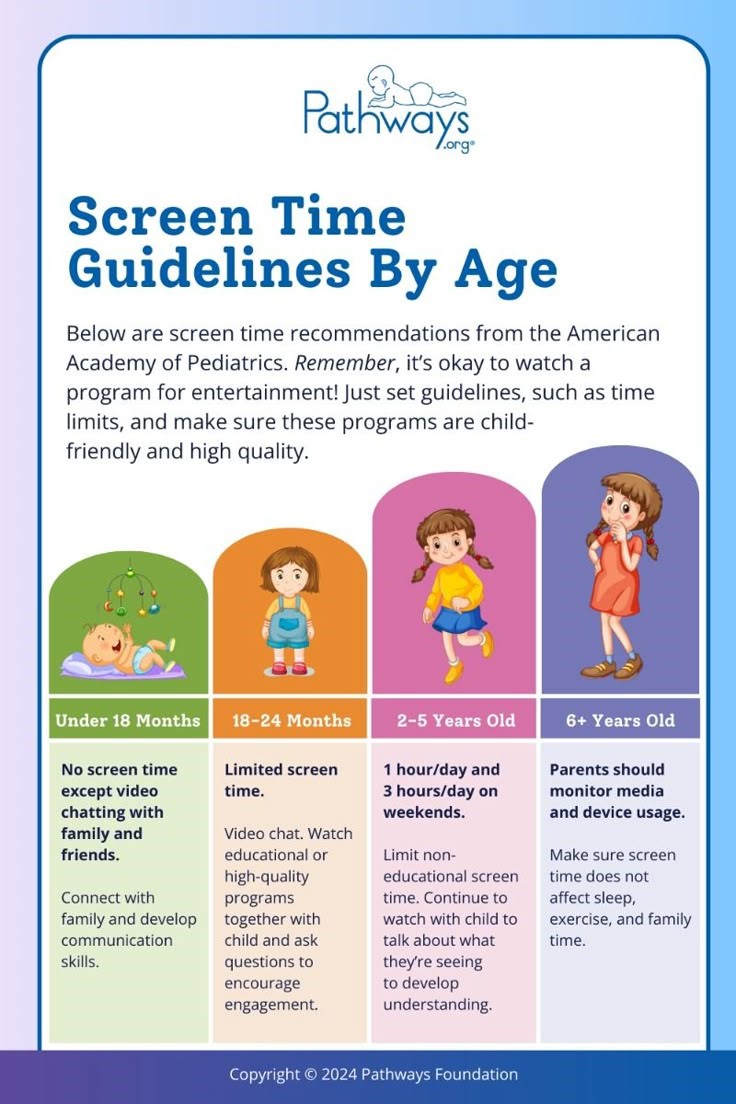 Pathways
.org®
Screen Time
Guidelines By Age
Below are screen time recommendations from the American
Academy of Pediatrics. Remember, it’s okay to watch a
program for entertainment! Just set guidelines, such as time
limits, and make sure these programs are child-
friendly and high quality.
Under 18 Months
No screen time
except video
chatting with
family and
friends.
Connect with
family and develop
communication
skills.
18–24 Months
Limited screen
time.
Video chat. Watch
educational or
high-quality
programs
together with
child and ask
questions to
encourage
engagement.
2–5 Years Old
1 hour/day and
3 hours/day on
weekends.
Limit non-
educational screen
time. Continue to
watch with child to
talk about what
they’re seeing
to develop
understanding.
6+ Years Old
Parents should
monitor media
and device usage.
Make sure screen
time does not
affect sleep,
exercise, and family
time.
Copyright © 2024 Pathways Foundation